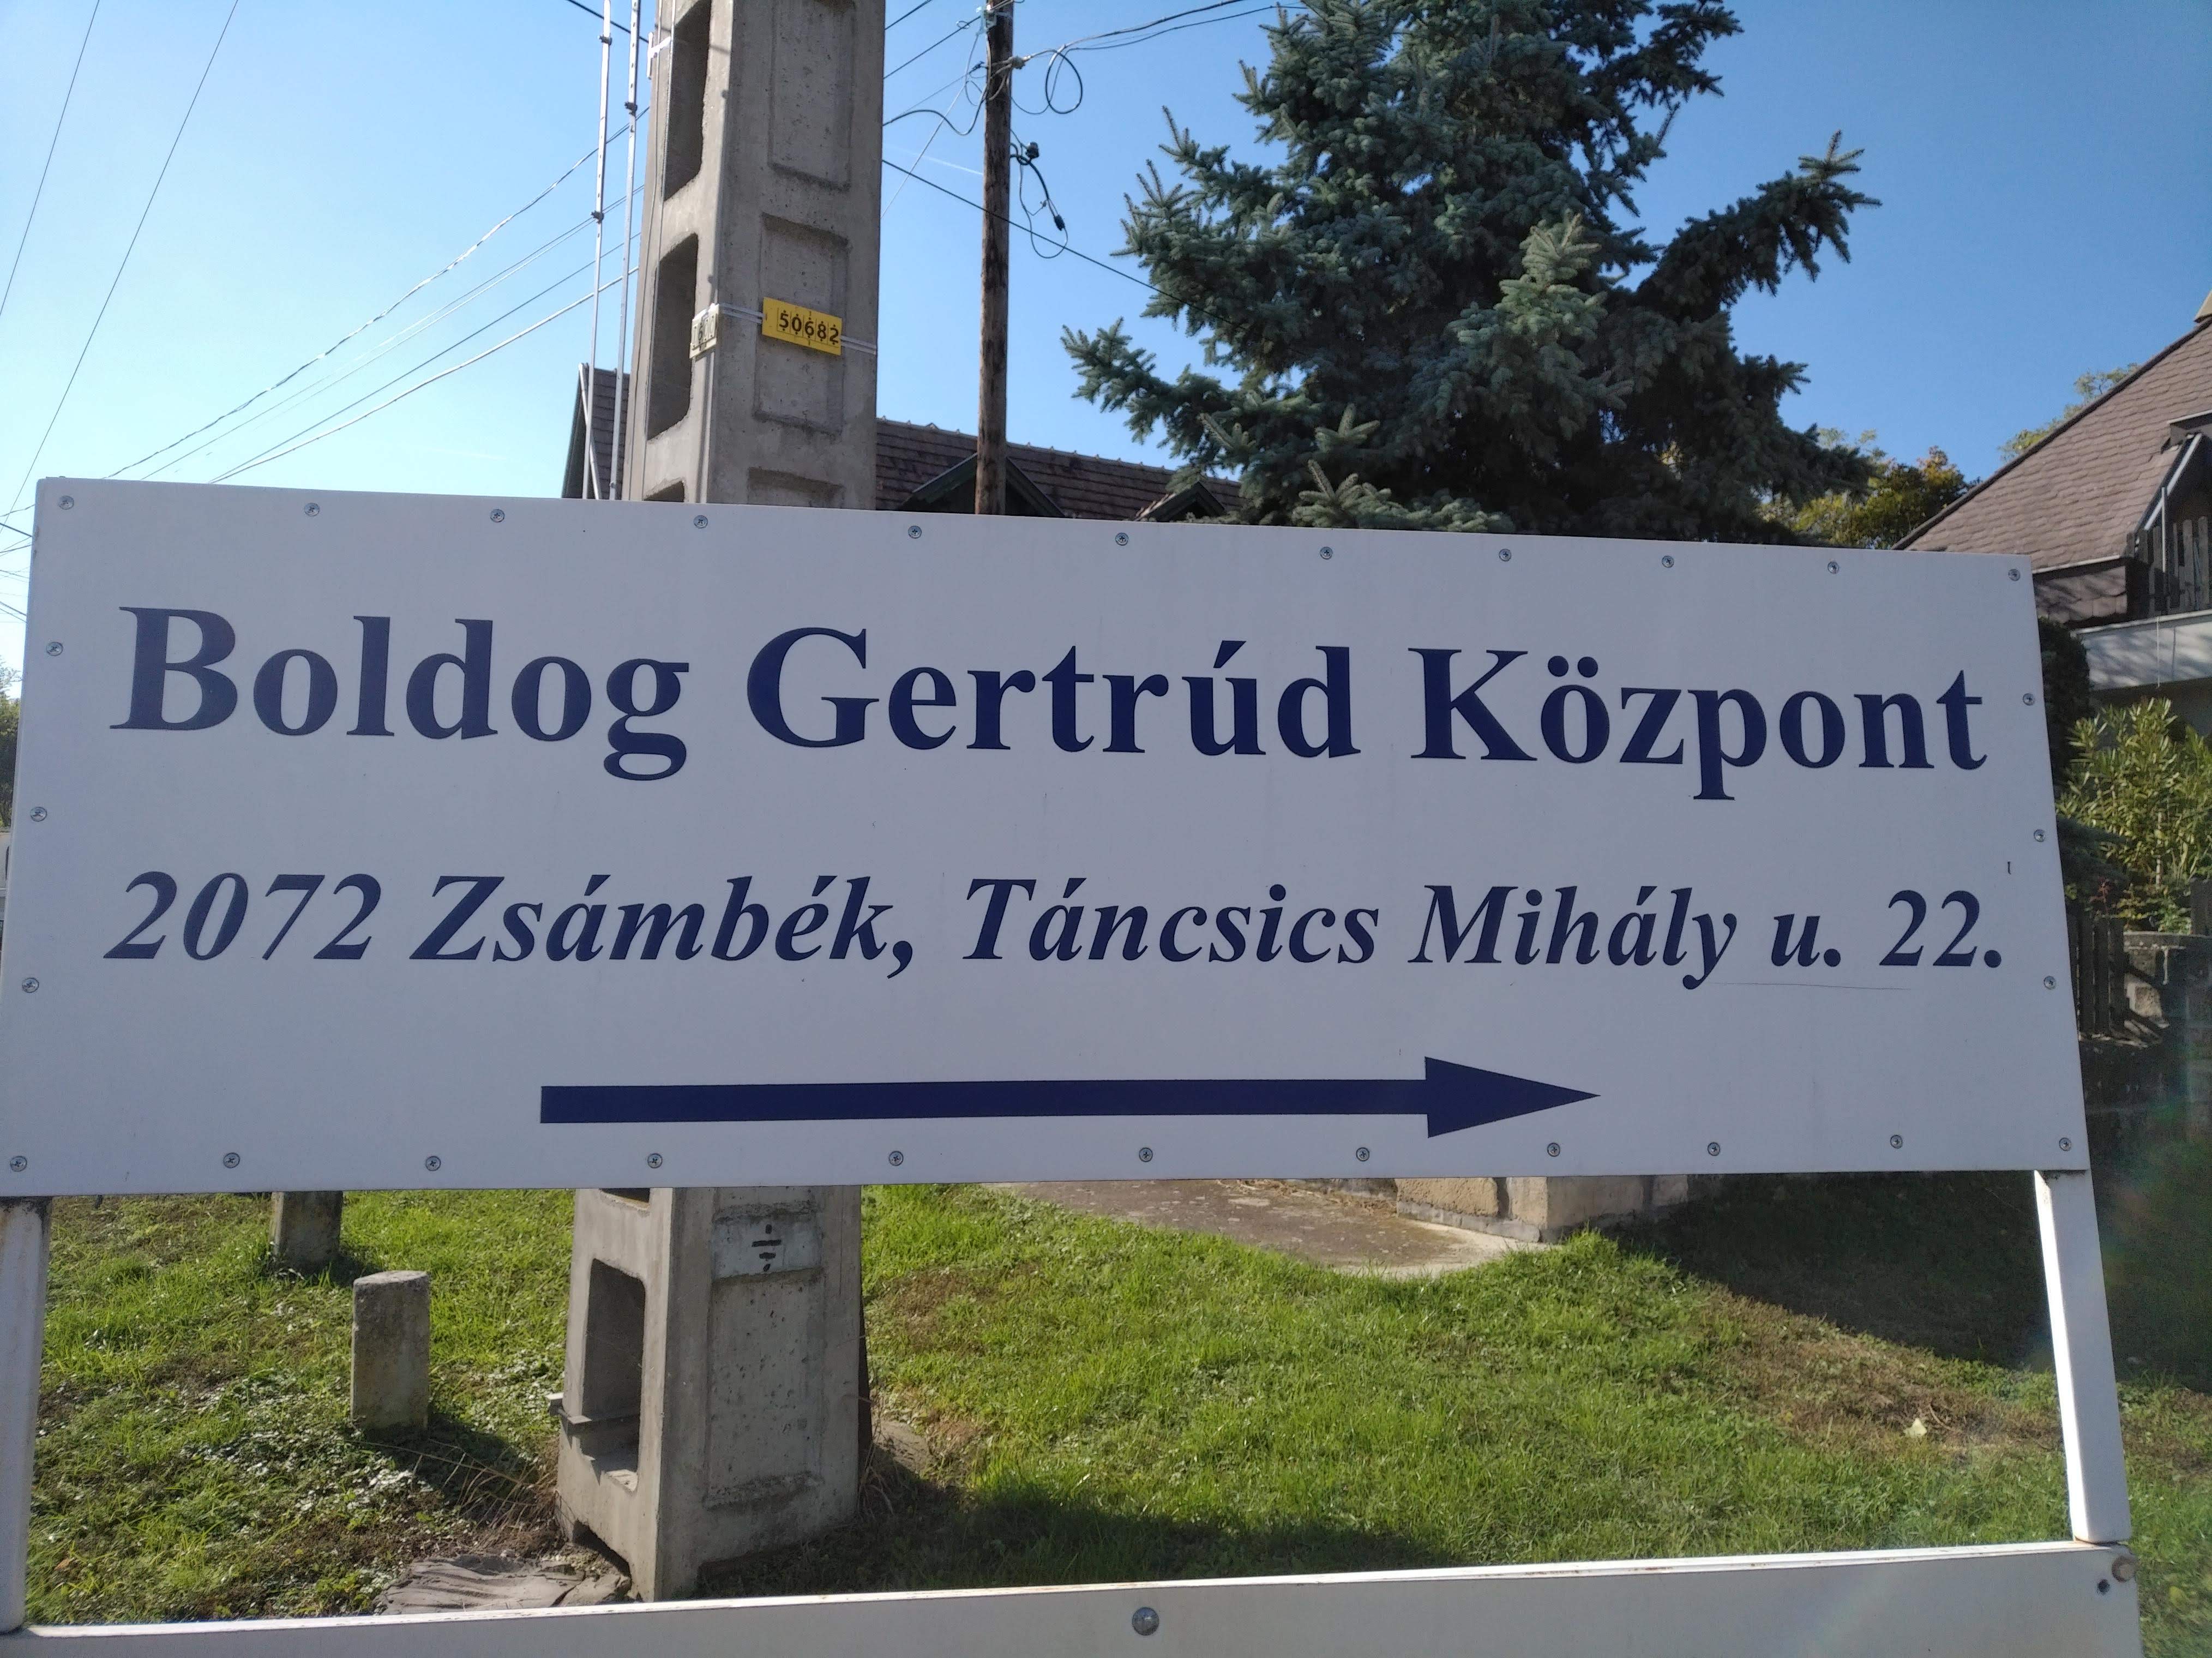 50682
Boldog Gertrúd Központ
2072 Zsámbék, Táncsics Mihály u. 22.